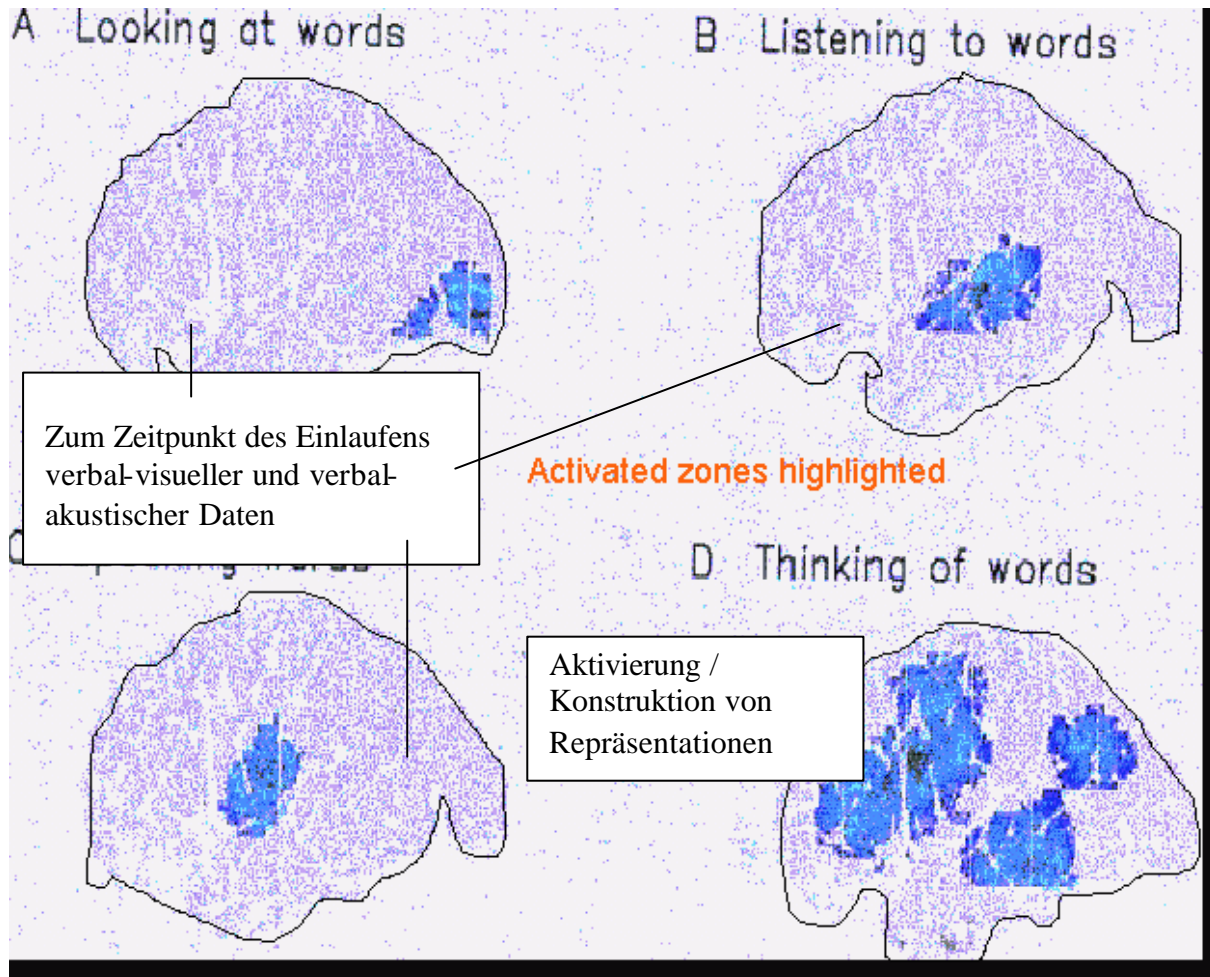 A Looking at words
B Listening to words
Zum Zeitpunkt des Einlaufens
verbal-visueller und verbal-
akustischer Daten
Activated zones highlighted
D Thinking of words
Aktivierung /
Konstruktion von
Repräsentationen